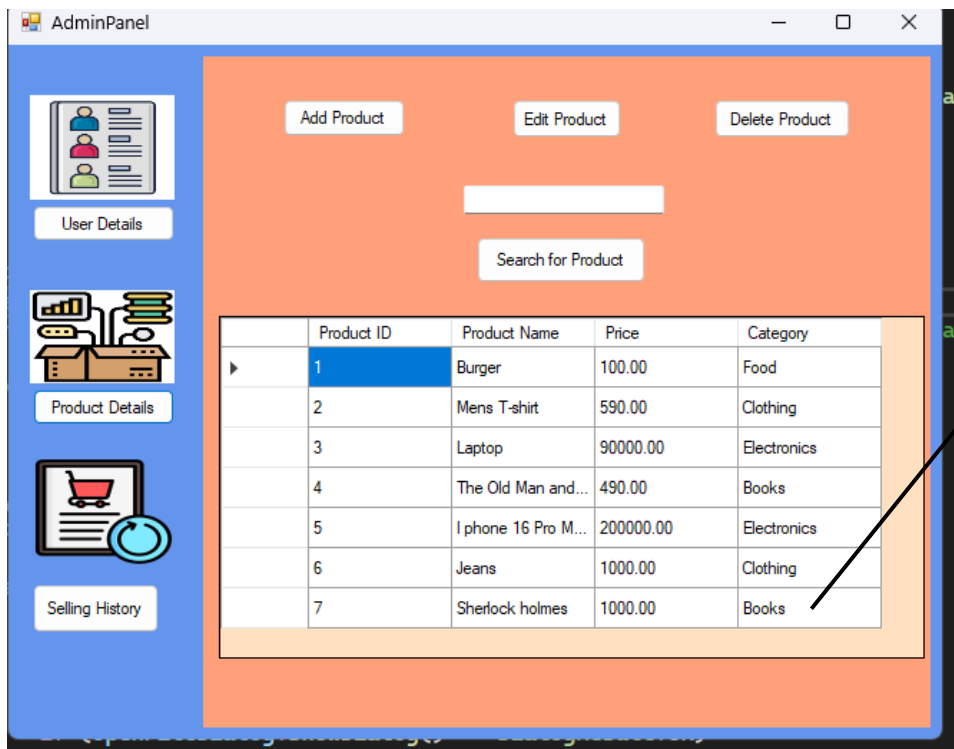 AdminPanel
Add Product Edit Product Delete Product
User Details
Search for Product
Product ID Product Name Price Category
1 Burger 100.00 Food
2 Mens T-shirt 590.00 Clothing
3 Laptop 90000.00 Electronics
4 The Old Man and... 490.00 Books
5 I phone 16 Pro M... 200000.00 Electronics
6 Jeans 1000.00 Clothing
7 Sherlock holmes 1000.00 Books
Product Details
Selling History